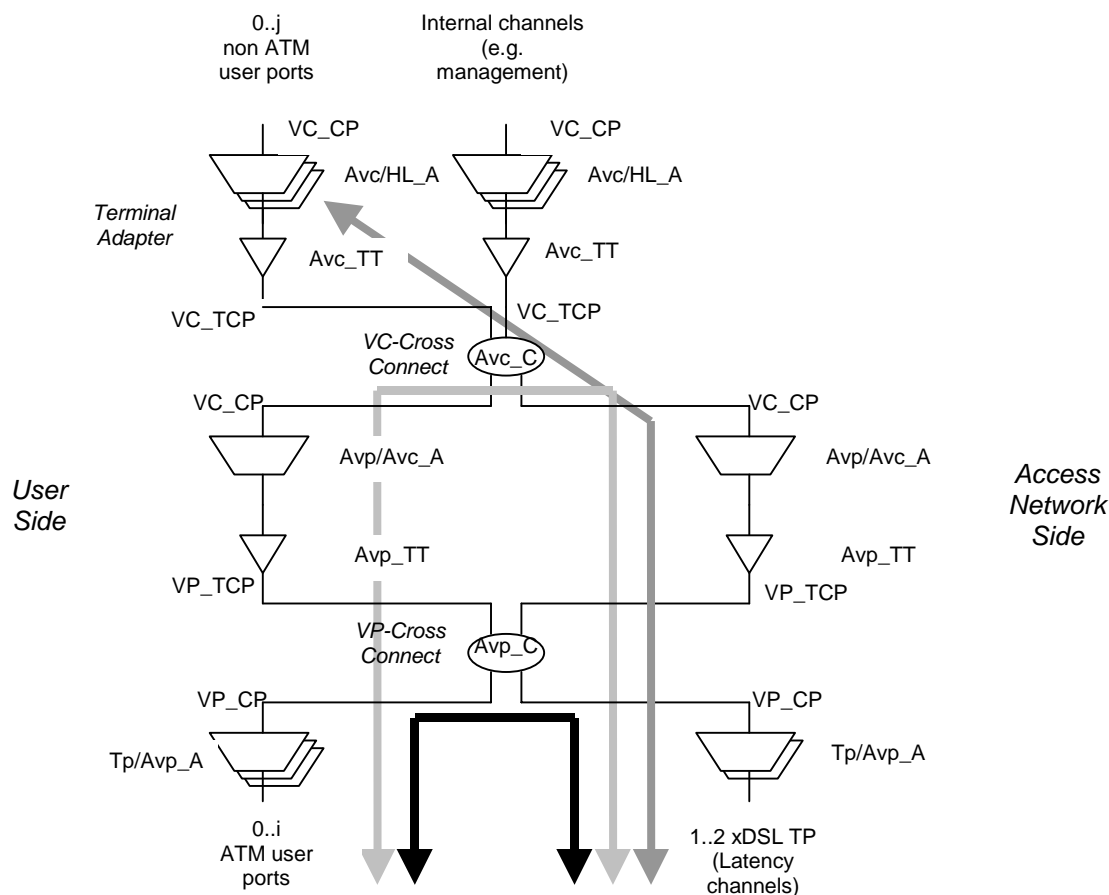 0..j
non ATM
user ports
Internal channels
(e.g.
management)
VC_CP
VC_CP
Avc/HL_A
Avc/HL_A
Terminal
Adapter
Avc_TT
Avc_TT
VC_TCP
VC_TCP
VC-Cross
Connect
Avc_C
VC_CP
VC_CP
Avp/Avc_A
Avp/Avc_A
User
Side
Access
Network
Side
Avp_TT
Avp_TT
VP_TCP
VP_TCP
VP-Cross
Connect
Avp_C
VP_CP
VP_CP
Tp/Avp_A
Tp/Avp_A
0..i
ATM user
ports
1..2 xDSL TP
(Latency
channels)